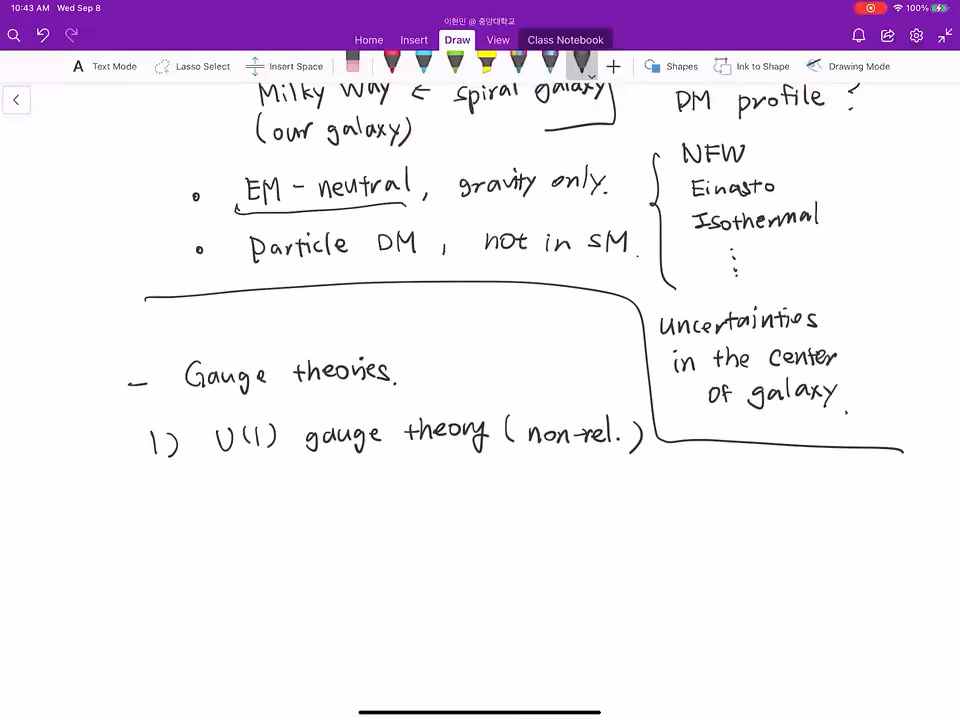 10:43 AM Wed Sep 8
100%
이현민 @ 중앙대학교
Home Insert Draw View Class Notebook
Text Mode Lasso Select Insert Space Shapes Ink to Shape Drawing Mode
Milky Way ← spiral galaxy
(our galaxy)
• EM - neutral, gravity only.
• Particle DM, not in SM.
DM profile?
NFW
Einasto
Isothermal
⋮
uncertainties
in the center
of galaxy.
- Gauge theories.
1) U(1) gauge theory (non-rel.)